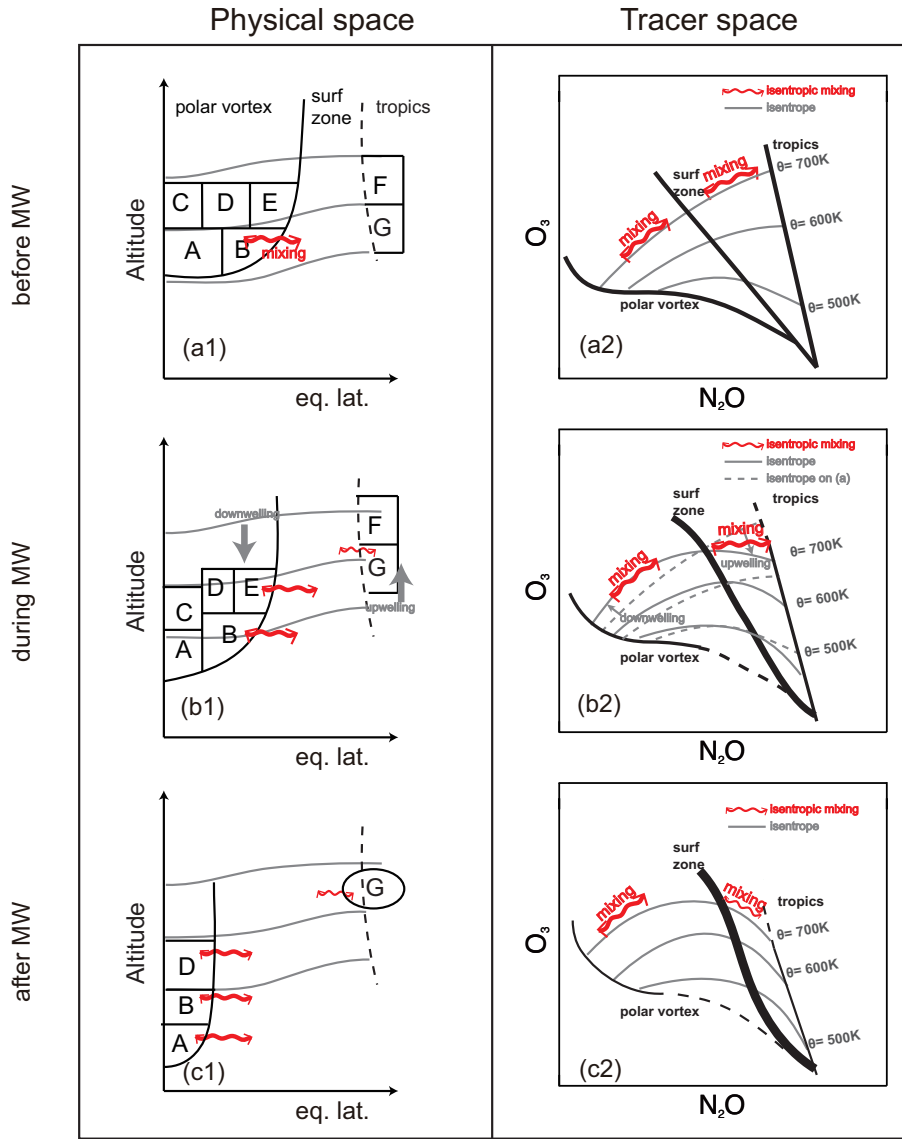 Physical space
Tracer space
before MW
polar vortex
surf
zone
tropics
C
D
E
F
A
B
G
mixing
Altitude
eq. lat.
(a1)
isentropic mixing
isentrope
tropics
θ= 700K
surf
zone
mixing
mixing
θ= 600K
θ= 500K
polar vortex
O₃
N₂O
(a2)
during MW
downwelling
F
G
D
E
C
B
A
upwelling
Altitude
eq. lat.
(b1)
isentropic mixing
isentrope
isentrope on (a)
surf
zone
tropics
mixing
mixing
θ= 700K
upwelling
θ= 600K
downwelling
θ= 500K
polar vortex
O₃
N₂O
(b2)
after MW
G
D
B
A
Altitude
eq. lat.
(c1)
isentropic mixing
isentrope
surf
zone
mixing
mixing
tropics
θ= 700K
θ= 600K
θ= 500K
polar vortex
O₃
N₂O
(c2)